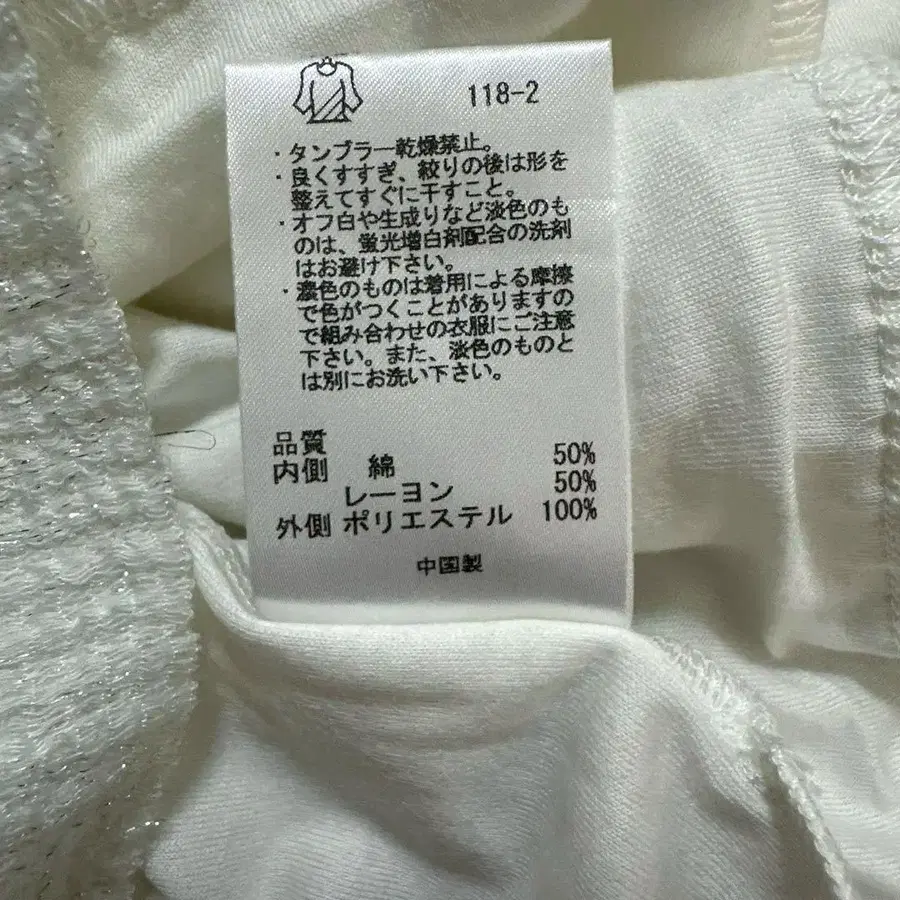 118-2
・タンブラー乾燥禁止。
・良くすすぎ、絞りの後は形を
整えてすぐに干すこと。
・オフ白や生成りなど淡色のも
のは、蛍光増白剤配合の洗剤
はお避け下さい。
・濃色のものは着用による摩擦
で色がつくことがありますの
で組み合わせの衣服にご注意
下さい。また、淡色のものと
は別にお洗い下さい。
品質
内側 綿 50%
レーヨン 50%
外側 ポリエステル 100%
中国製